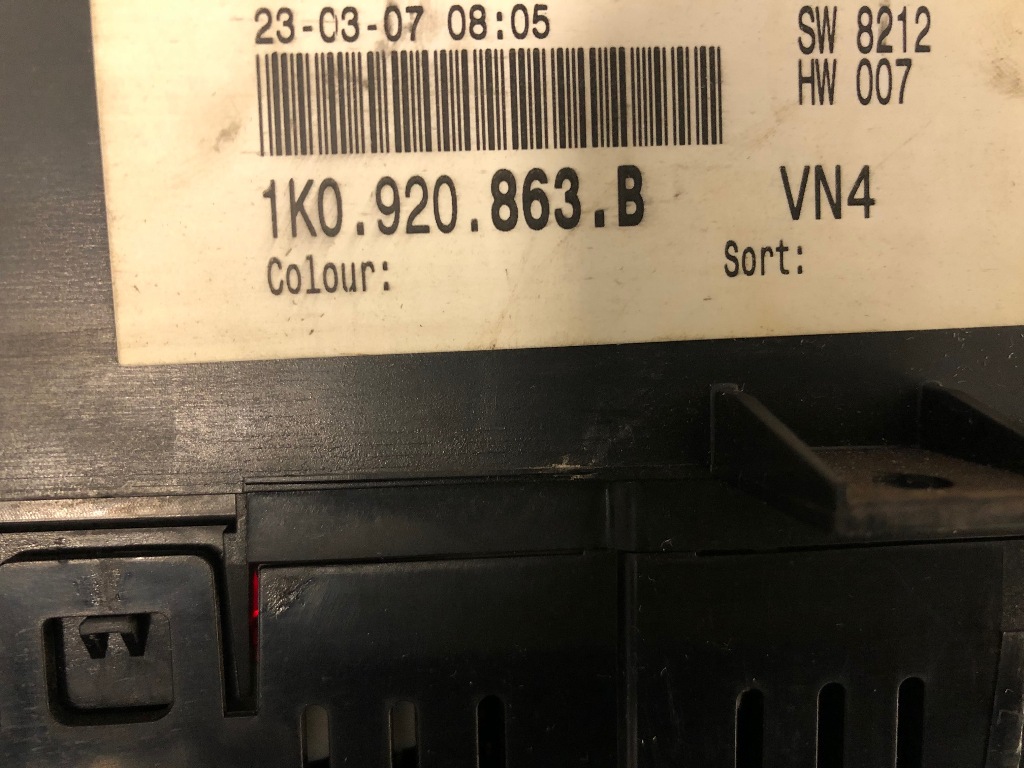 23-03-07 08:05
SW 8212
HW 007
1K0.920.863.B VN4
Colour: Sort: